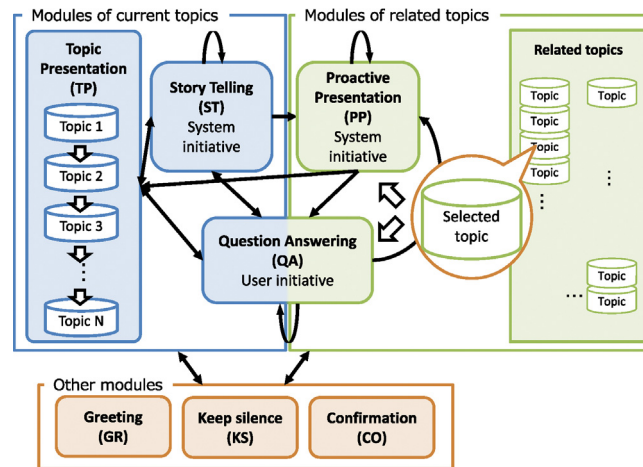 Modules of current topics
Modules of related topics
Topic
Presentation
(TP)
Topic 1
Topic 2
Topic 3
Topic N
Story Telling
(ST)
System
initiative
Proactive
Presentation
(PP)
System
initiative
Question Answering
(QA)
User initiative
Selected
topic
Related topics
Topic
Topic
Topic
Topic
Topic
Topic
Topic
Other modules
Greeting
(GR)
Keep silence
(KS)
Confirmation
(CO)